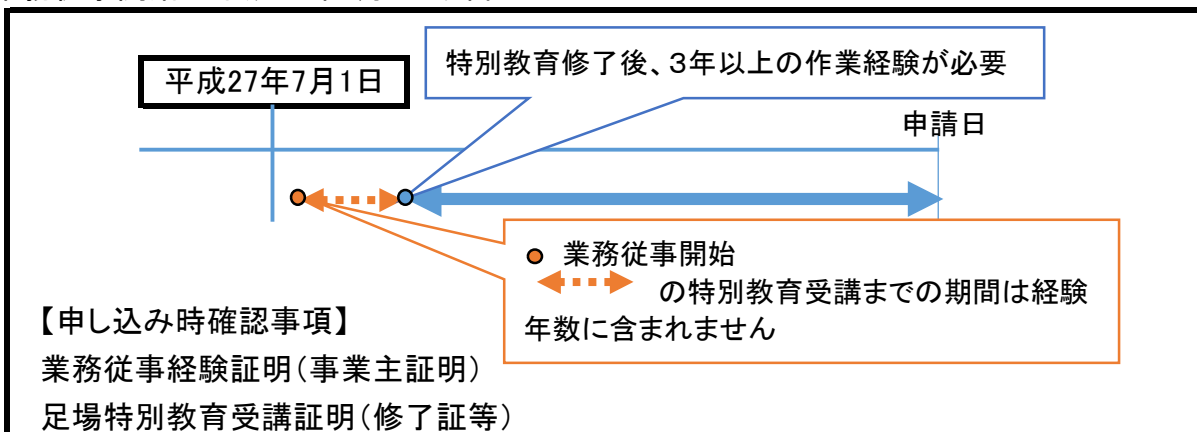 平成27年7月1日
特別教育修了後、3年以上の作業経験が必要
申請日
業務従事開始
の特別教育受講までの期間は経験
年数に含まれません
【申し込み時確認事項】
業務従事経験証明(事業主証明)
足場特別教育受講証明(修了証等)